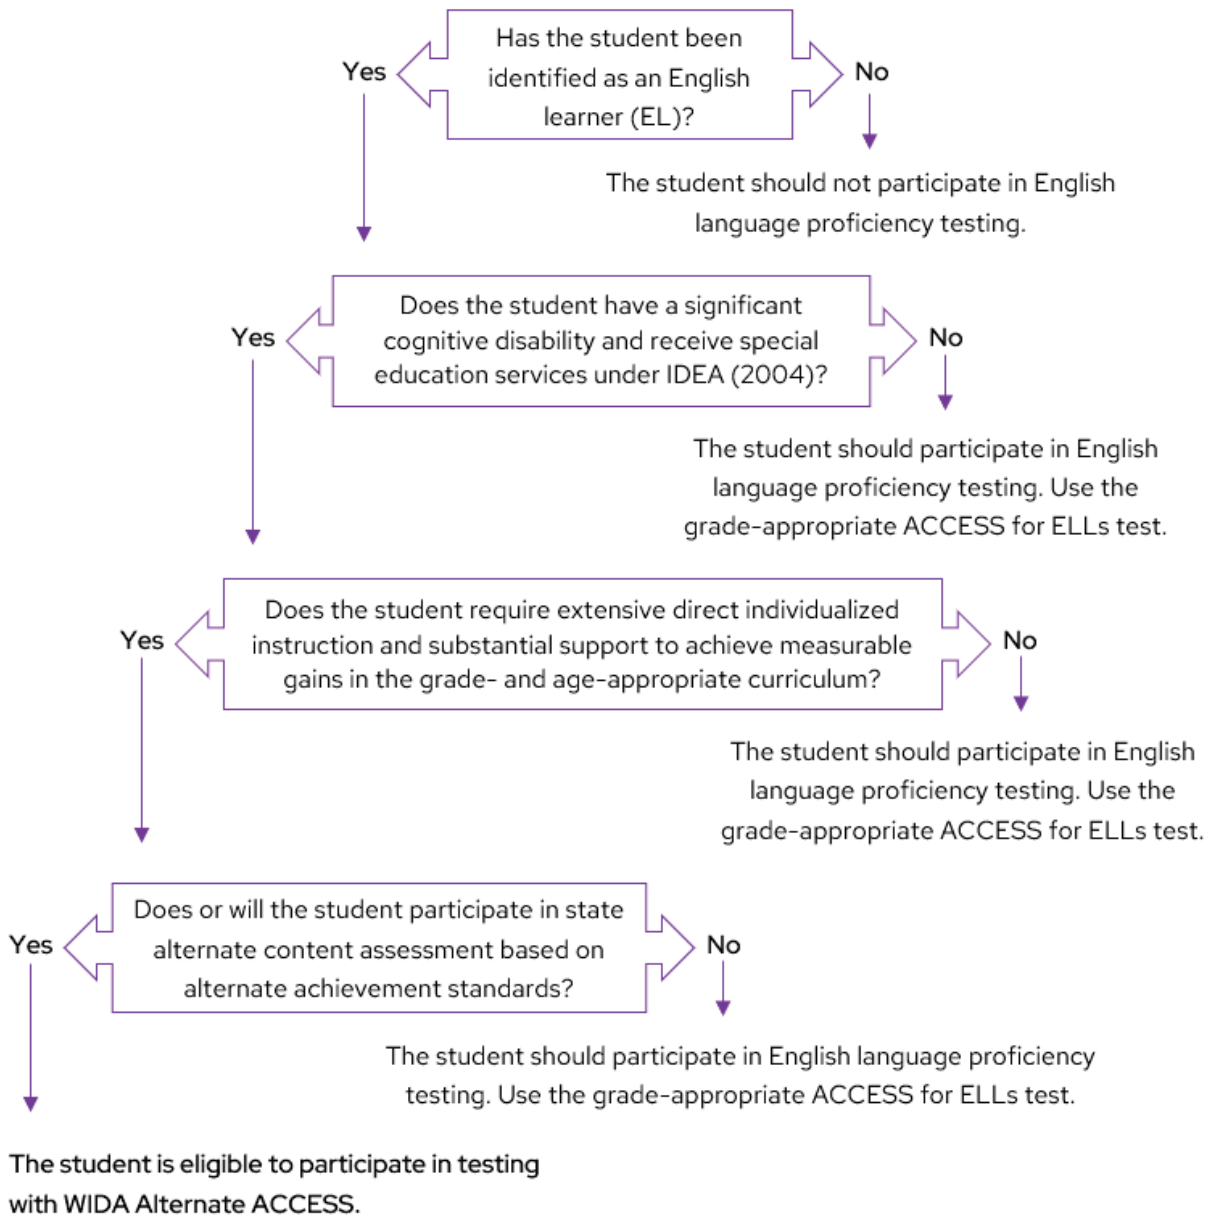 Has the student been
identified as an English
learner (EL)?
Yes
No
The student should not participate in English
language proficiency testing.
Does the student have a significant
cognitive disability and receive special
education services under IDEA (2004)?
Yes
No
The student should participate in English
language proficiency testing. Use the
grade-appropriate ACCESS for ELLs test.
Does the student require extensive direct individualized
instruction and substantial support to achieve measurable
gains in the grade- and age-appropriate curriculum?
Yes
No
The student should participate in English
language proficiency testing. Use the
grade-appropriate ACCESS for ELLs test.
Does or will the student participate in state
alternate content assessment based on
alternate achievement standards?
Yes
No
The student should participate in English language proficiency
testing. Use the grade-appropriate ACCESS for ELLs test.
The student is eligible to participate in testing
with WIDA Alternate ACCESS.